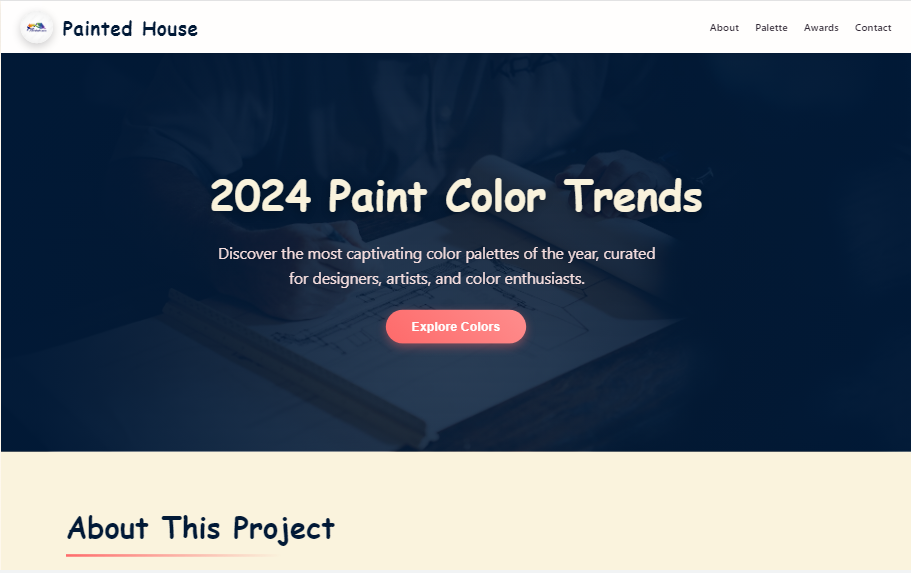 Painted House
About Palette Awards Contact
2024 Paint Color Trends
Discover the most captivating color palettes of the year, curated
for designers, artists, and color enthusiasts.
Explore Colors
About This Project